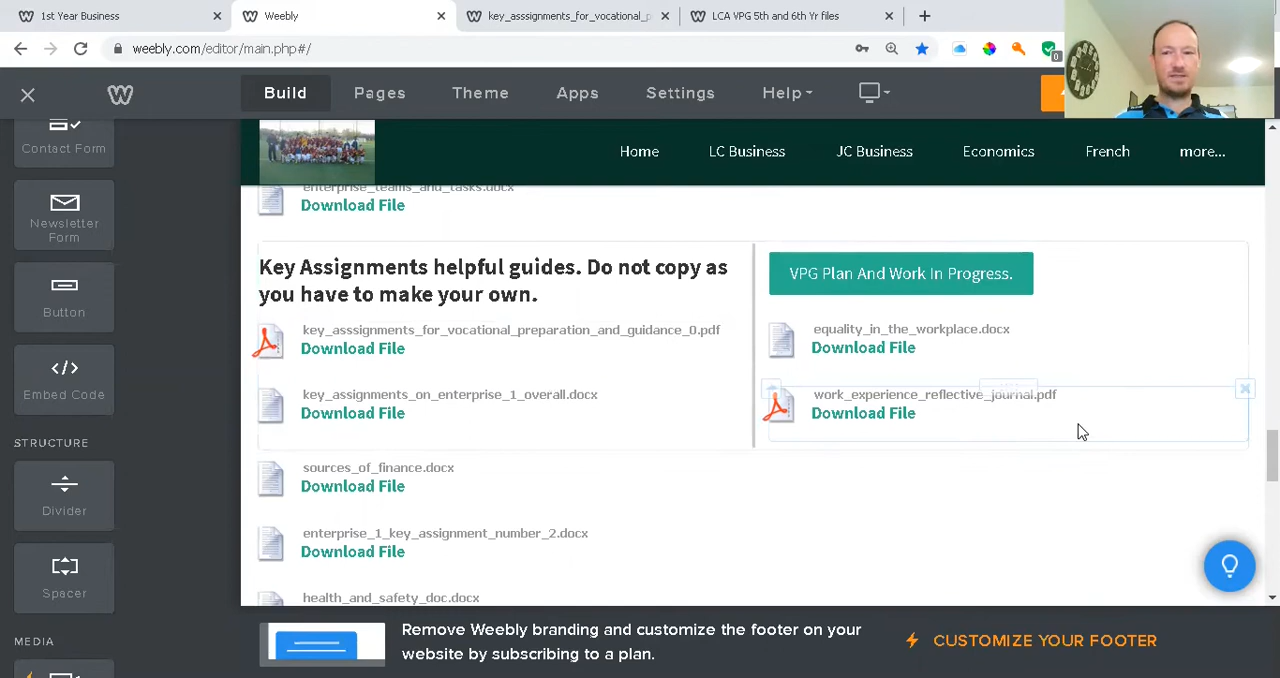 1st Year Business
Weebly
key_asssignments_for_vocational_p
LCA VPG 5th and 6th Yr files
weebly.com/editor/main.php#/
0
Build
Pages
Theme
Apps
Settings
Help
Contact Form
Newsletter
Form
Button
Embed Code
STRUCTURE
Divider
Spacer
MEDIA
Home
LC Business
JC Business
Economics
French
more...
enterprise_teams_and_tasks.docx
Download File
Key Assignments helpful guides. Do not copy as
you have to make your own.
key_asssignments_for_vocational_preparation_and_guidance_0.pdf
Download File
key_assignments_on_enterprise_1_overall.docx
Download File
VPG Plan And Work In Progress.
equality_in_the_workplace.docx
Download File
work_experience_reflective_journal.pdf
Download File
sources_of_finance.docx
Download File
enterprise_1_key_assignment_number_2.docx
Download File
health_and_safety_doc.docx
Remove Weebly branding and customize the footer on your
website by subscribing to a plan.
CUSTOMIZE YOUR FOOTER